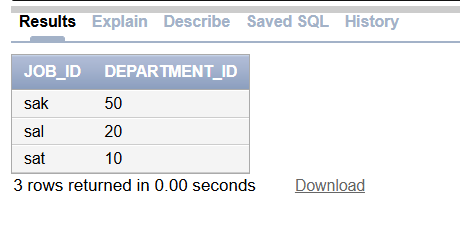 Results Explain Describe Saved SQL History
JOB_ID DEPARTMENT_ID
sak 50
sal 20
sat 10
3 rows returned in 0.00 seconds Download